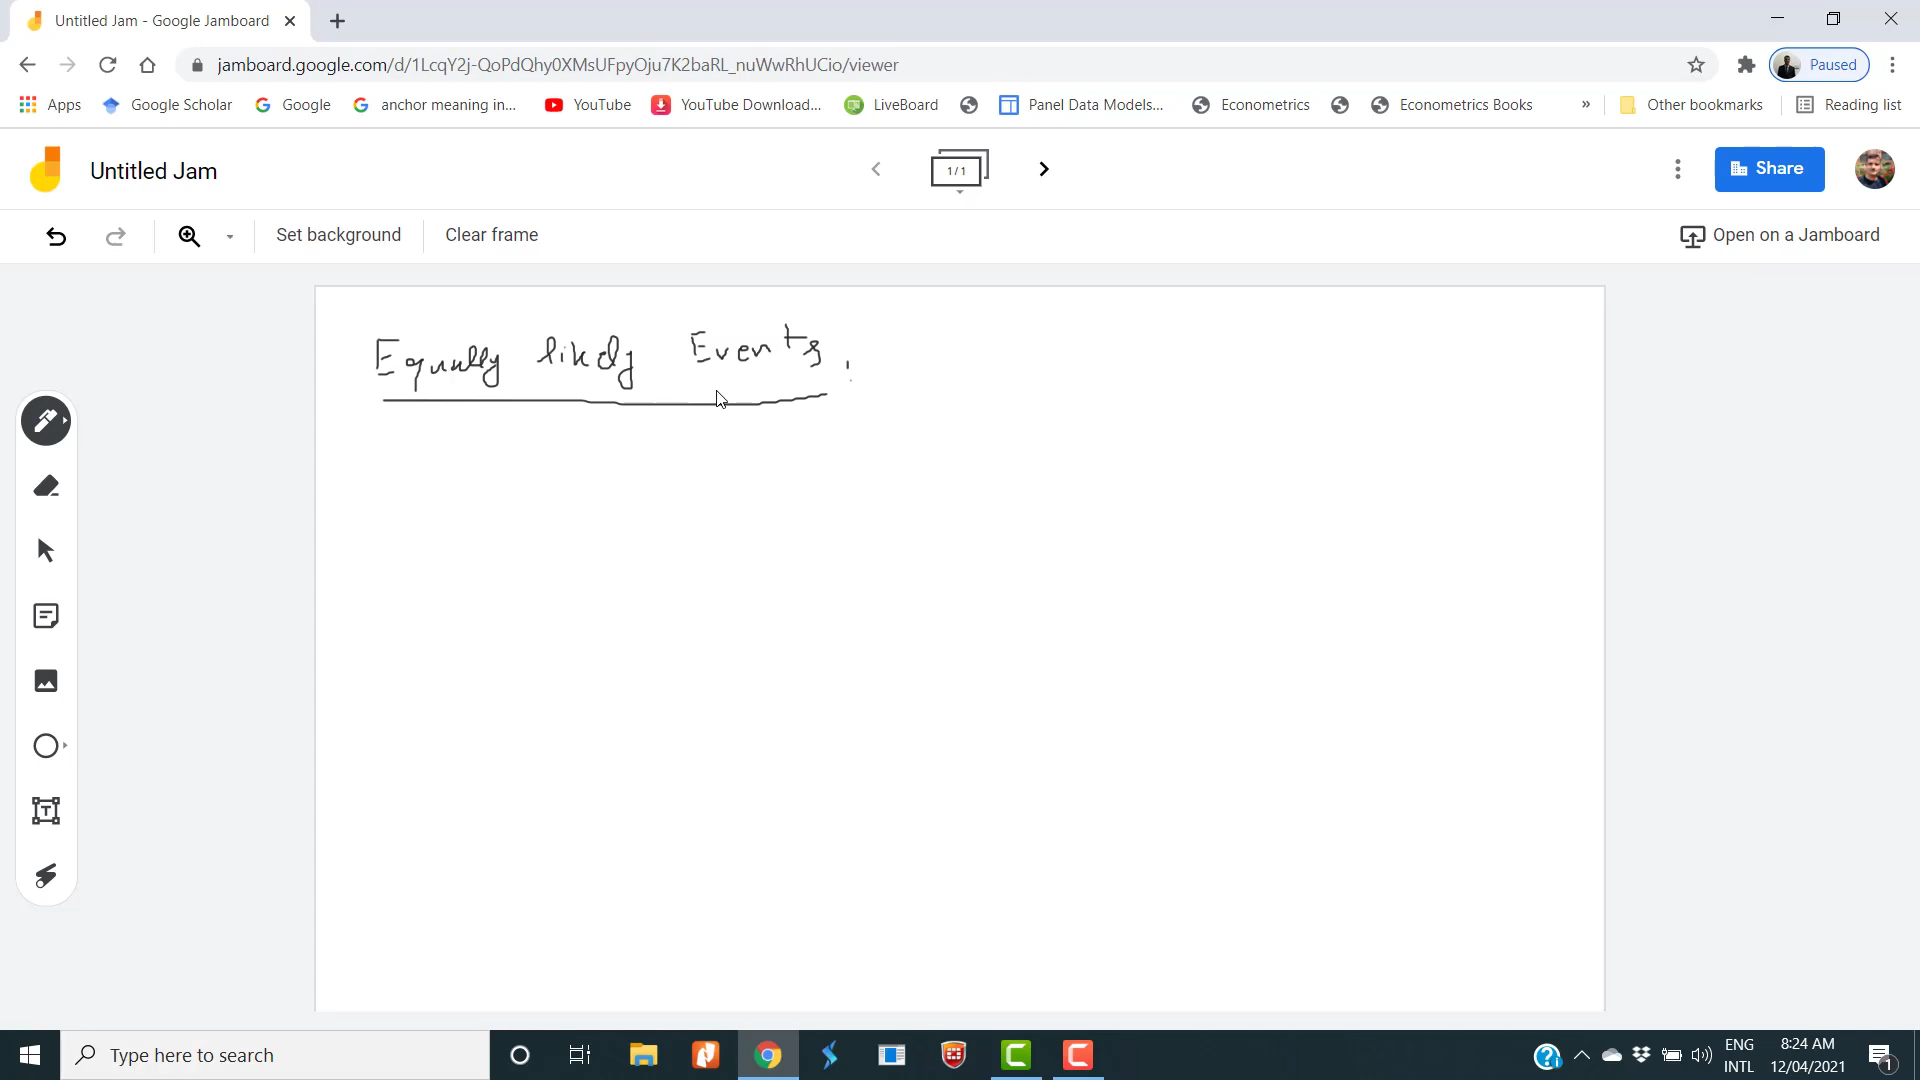 Untitled Jam - Google Jamboard
jamboard.google.com/d/1LcqY2j-QoPdQhy0XMsUFpyOju7K2baRL_nuWwRhUCio/viewer
Paused
Apps Google Scholar Google anchor meaning in... YouTube YouTube Download... LiveBoard Panel Data Models... Econometrics Econometrics Books » Other bookmarks Reading list
Untitled Jam
1 / 1
Share
Set background Clear frame
Open on a Jamboard
Equally likely Events :
Type here to search
ENG 8:24 AM
INTL 12/04/2021
1